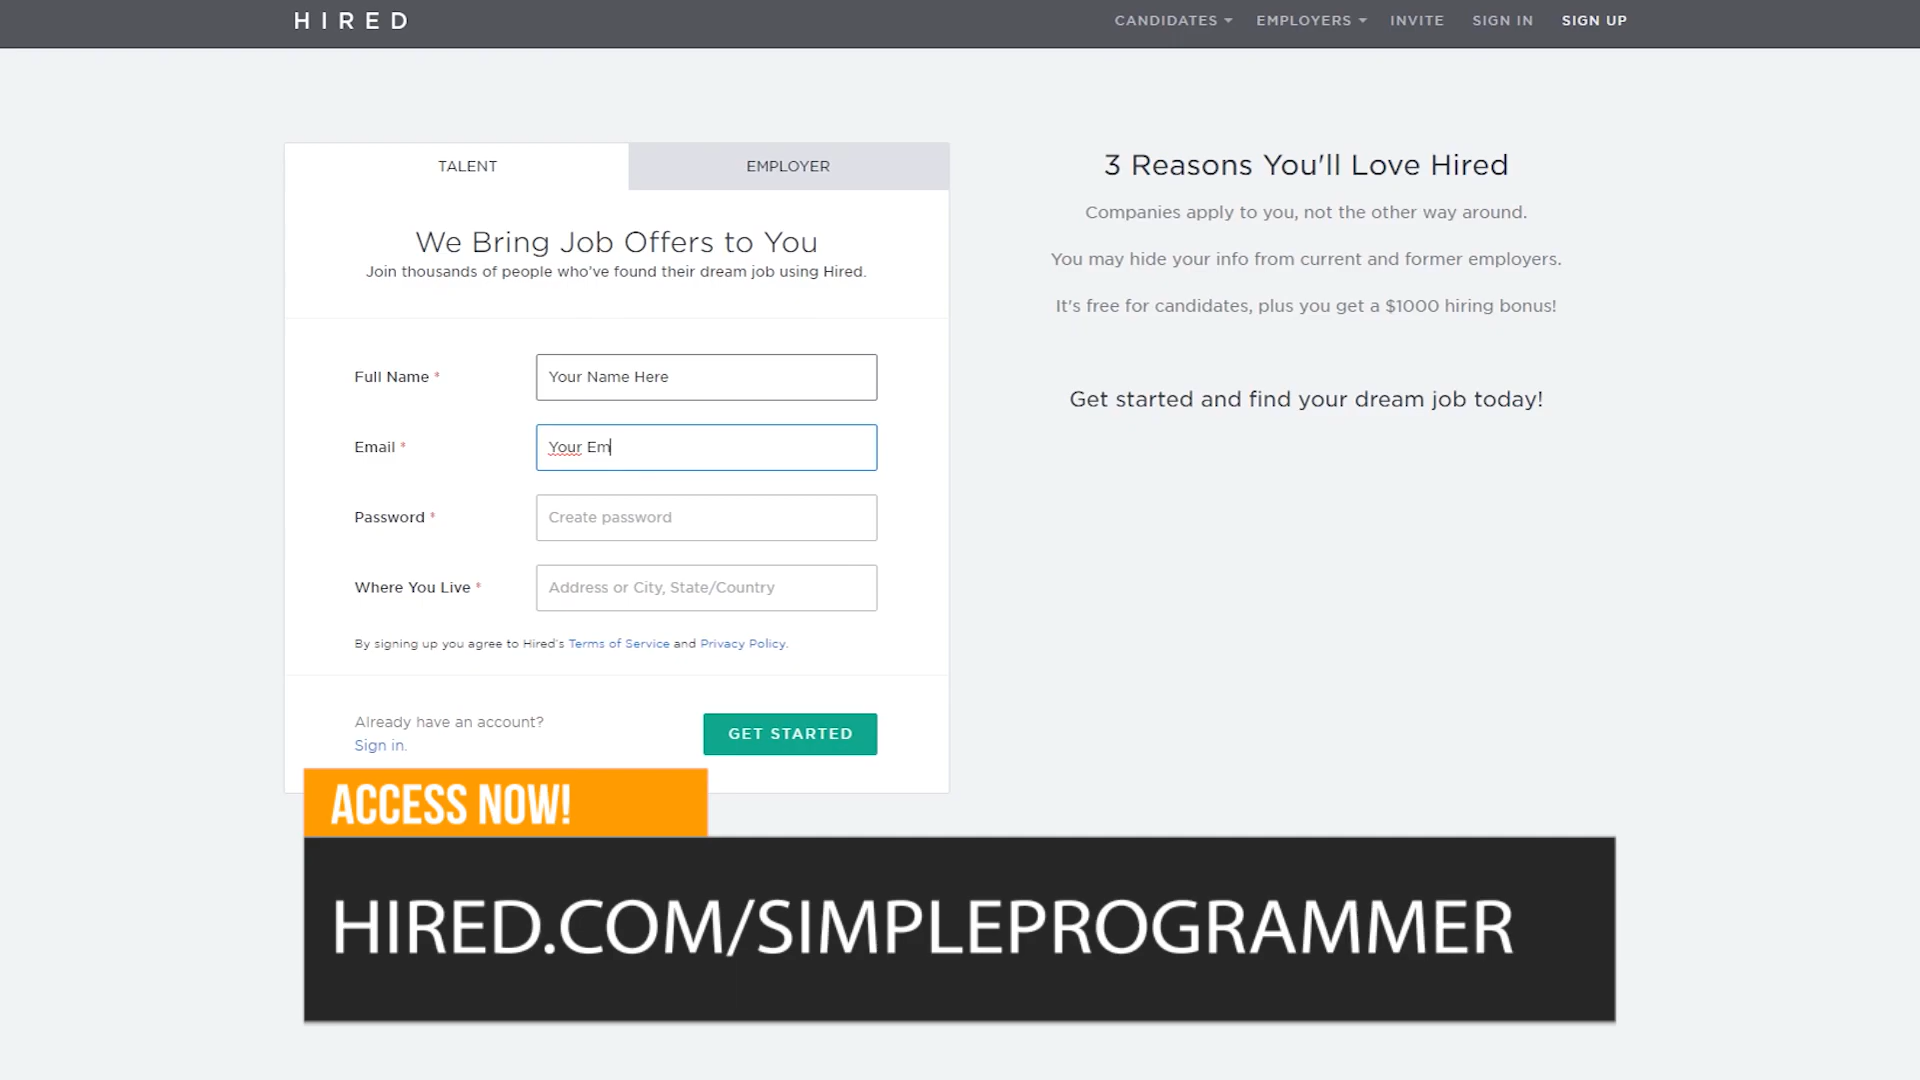 HIRED
CANDIDATES EMPLOYERS INVITE SIGN IN SIGN UP
TALENT
EMPLOYER
We Bring Job Offers to You
Join thousands of people who've found their dream job using Hired.
Full Name *
Your Name Here
Email *
Your Em
Password *
Create password
Where You Live *
Address or City, State/Country
By signing up you agree to Hired's Terms of Service and Privacy Policy.
Already have an account?
Sign in.
GET STARTED
3 Reasons You'll Love Hired
Companies apply to you, not the other way around.
You may hide your info from current and former employers.
It's free for candidates, plus you get a $1000 hiring bonus!
Get started and find your dream job today!
ACCESS NOW!
HIRED.COM/SIMPLEPROGRAMMER